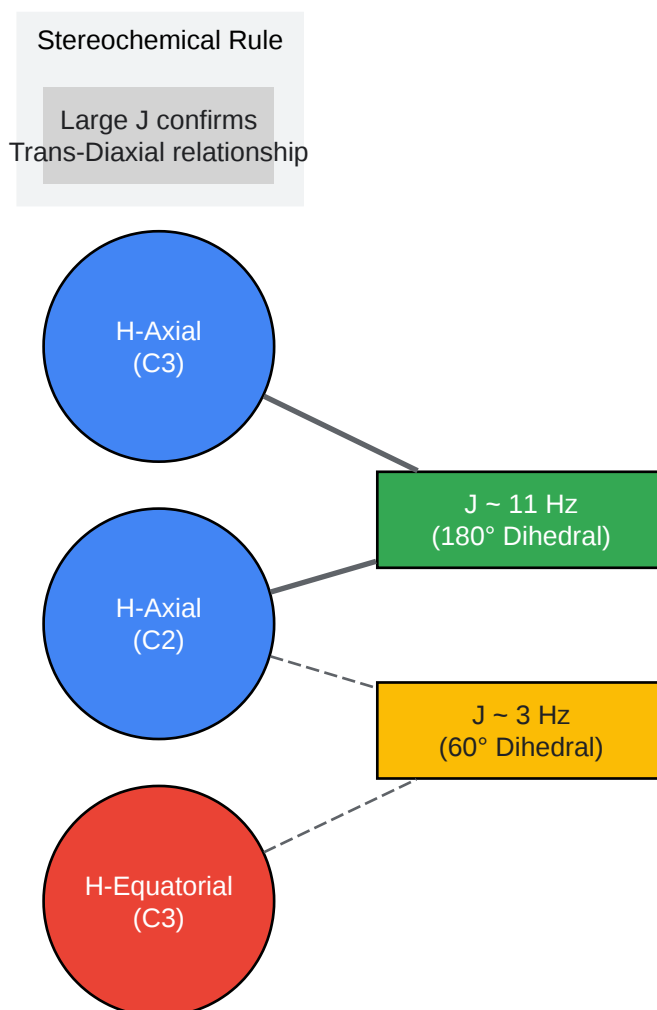 Stereochemical Rule
Large J confirms
Trans-Diaxial relationship
H-Axial
(C3)
J ~ 11 Hz
(180° Dihedral)
H-Axial
(C2)
J ~ 3 Hz
(60° Dihedral)
H-Equatorial
(C3)